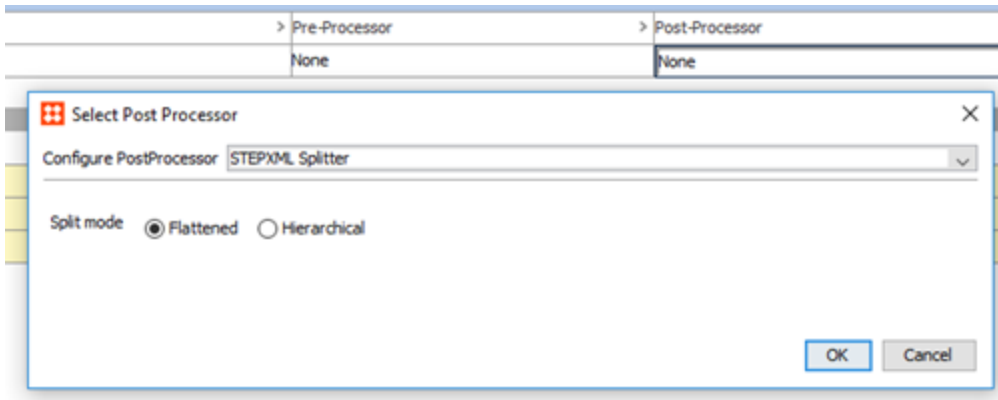 > Pre-Processor > Post-Processor
None None
Select Post Processor
Configure PostProcessor STEPXML Splitter
Split mode Flattened Hierarchical
OK Cancel